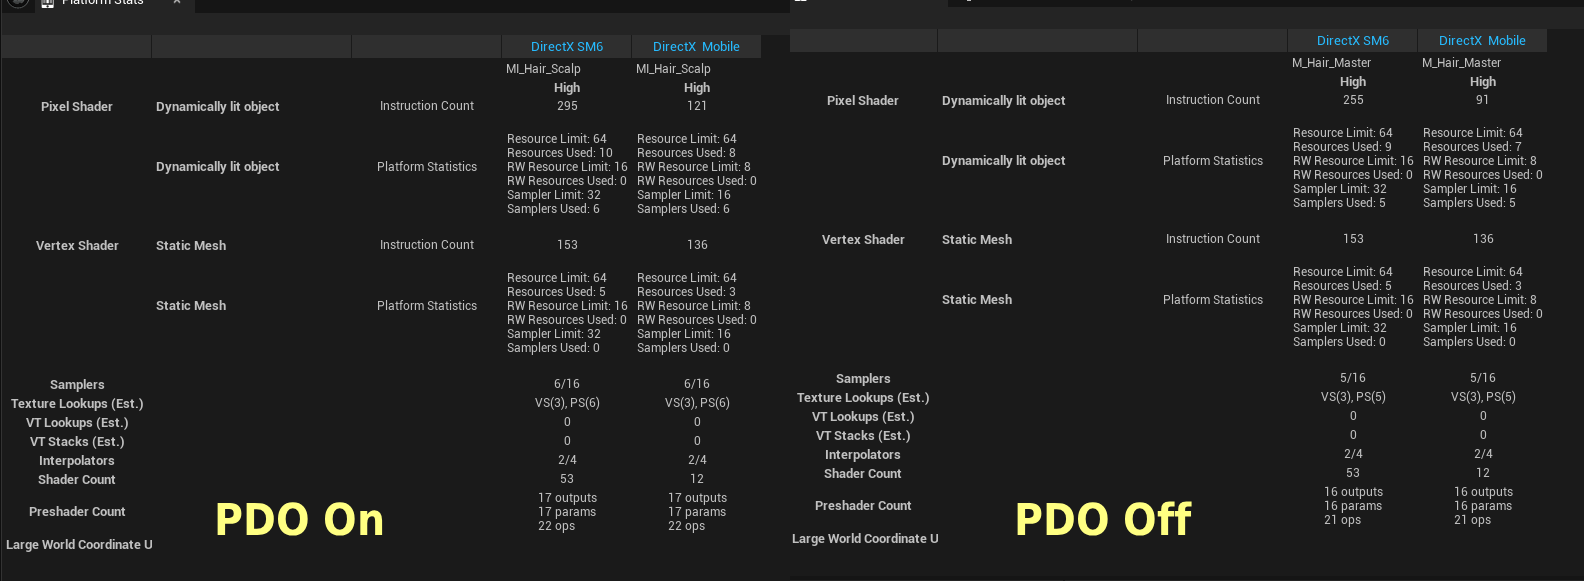 Platform Stats
DirectX SM6 DirectX Mobile
MI_Hair_Scalp MI_Hair_Scalp
High High
Pixel Shader Dynamically lit object Instruction Count 295 121
Resource Limit: 64 Resource Limit: 64
Resources Used: 10 Resources Used: 8
Dynamically lit object Platform Statistics RW Resource Limit: 16 RW Resource Limit: 8
RW Resources Used: 0 RW Resources Used: 0
Sampler Limit: 32 Sampler Limit: 16
Samplers Used: 6 Samplers Used: 6
Vertex Shader Static Mesh Instruction Count 153 136
Resource Limit: 64 Resource Limit: 64
Resources Used: 5 Resources Used: 3
Static Mesh Platform Statistics RW Resource Limit: 16 RW Resource Limit: 8
RW Resources Used: 0 RW Resources Used: 0
Sampler Limit: 32 Sampler Limit: 16
Samplers Used: 0 Samplers Used: 0
Samplers 6/16 6/16
Texture Lookups (Est.) VS(3), PS(6) VS(3), PS(6)
VT Lookups (Est.) 0 0
VT Stacks (Est.) 0 0
Interpolators 2/4 2/4
Shader Count 53 12
17 outputs 17 outputs
Preshader Count 17 params 17 params
22 ops 22 ops
Large World Coordinate U
PDO On
DirectX SM6 DirectX Mobile
M_Hair_Master M_Hair_Master
High High
Pixel Shader Dynamically lit object Instruction Count 255 91
Resource Limit: 64 Resource Limit: 64
Resources Used: 9 Resources Used: 7
Dynamically lit object Platform Statistics RW Resource Limit: 16 RW Resource Limit: 8
RW Resources Used: 0 RW Resources Used: 0
Sampler Limit: 32 Sampler Limit: 16
Samplers Used: 5 Samplers Used: 5
Vertex Shader Static Mesh Instruction Count 153 136
Resource Limit: 64 Resource Limit: 64
Resources Used: 5 Resources Used: 3
Static Mesh Platform Statistics RW Resource Limit: 16 RW Resource Limit: 8
RW Resources Used: 0 RW Resources Used: 0
Sampler Limit: 32 Sampler Limit: 16
Samplers Used: 0 Samplers Used: 0
Samplers 5/16 5/16
Texture Lookups (Est.) VS(3), PS(5) VS(3), PS(5)
VT Lookups (Est.) 0 0
VT Stacks (Est.) 0 0
Interpolators 2/4 2/4
Shader Count 53 12
16 outputs 16 outputs
Preshader Count 16 params 16 params
21 ops 21 ops
Large World Coordinate U
PDO Off